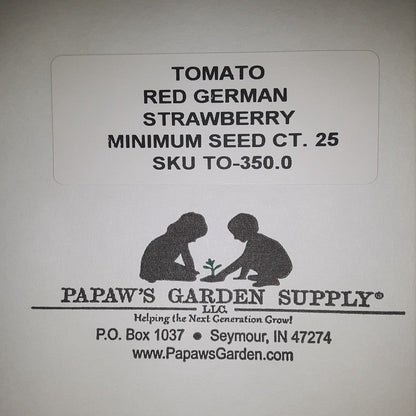 TOMATO
RED GERMAN
STRAWBERRY
MINIMUM SEED CT. 25
SKU TO-350.0
PAPAW'S GARDEN SUPPLY®
LLC.
Helping the Next Generation Grow!
P.O. Box 1037 • Seymour, IN 47274
www.PapawsGarden.com